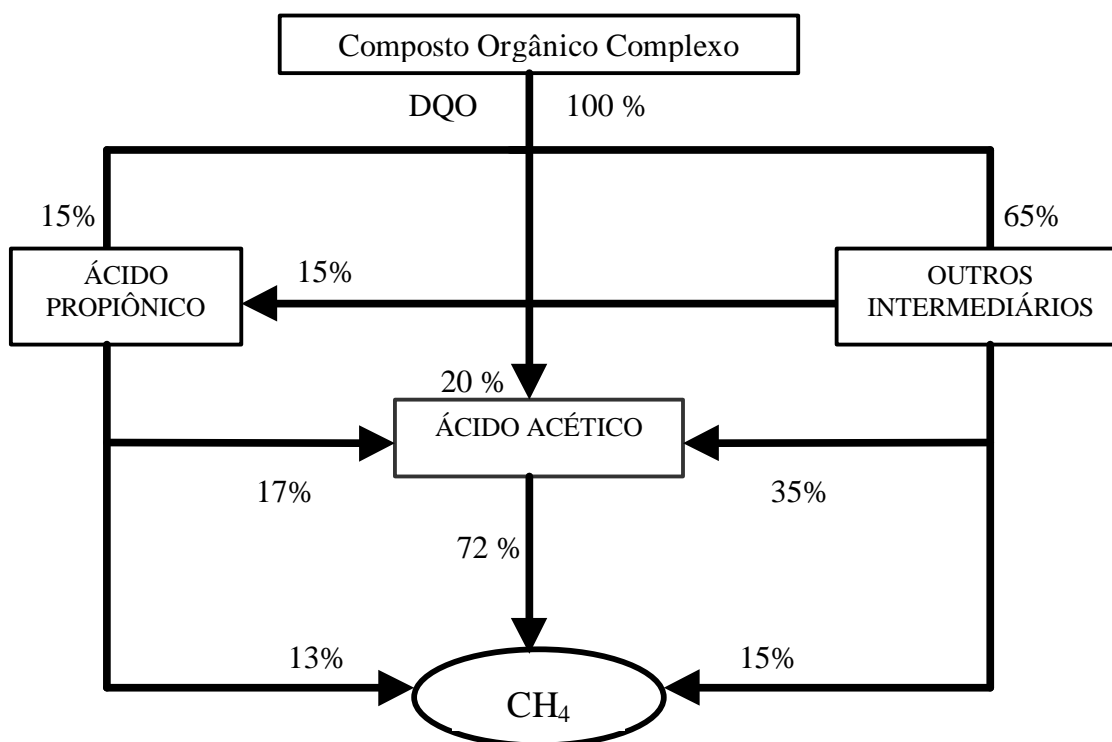 Composto Orgânico Complexo
DQO 100 %
15% 65%
ÁCIDO
PROPIÔNICO
15%
OUTROS
INTERMEDIÁRIOS
20 %
ÁCIDO ACÉTICO
17% 35%
72 %
13% 15%
CH₄